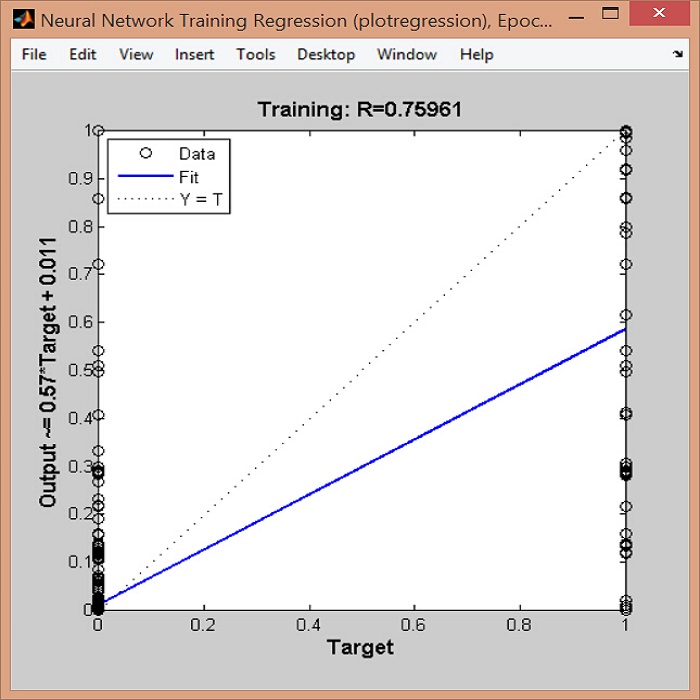 Neural Network Training Regression (plotregression), Epoc...
File Edit View Insert Tools Desktop Window Help
Training: R=0.75961
Data
Fit
Y = T
1
0.9
0.8
0.7
0.6
0.5
0.4
0.3
0.2
0.1
0
Output ~= 0.57*Target + 0.011
0 0.2 0.4 0.6 0.8 1
Target